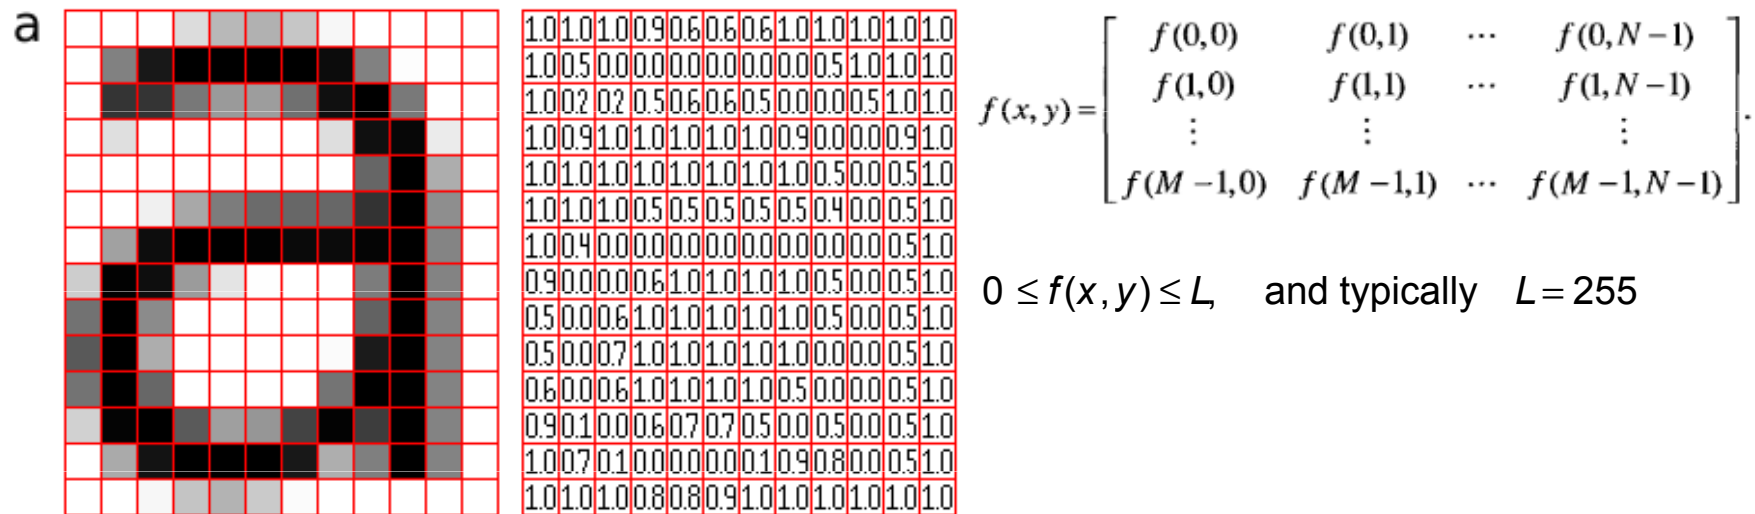 a
1.0 1.0 1.0 0.9 0.6 0.6 0.6 1.0 1.0 1.0 1.0 1.0
1.0 0.5 0.0 0.0 0.0 0.0 0.0 0.0 0.5 1.0 1.0 1.0
1.0 0.2 0.2 0.5 0.6 0.6 0.5 0.0 0.0 0.5 1.0 1.0
1.0 0.9 1.0 1.0 1.0 1.0 1.0 0.9 0.0 0.0 0.9 1.0
1.0 1.0 1.0 1.0 1.0 1.0 1.0 1.0 0.5 0.0 0.5 1.0
1.0 1.0 1.0 0.5 0.5 0.5 0.5 0.5 0.4 0.0 0.5 1.0
1.0 0.4 0.0 0.0 0.0 0.0 0.0 0.0 0.0 0.0 0.5 1.0
0.9 0.0 0.0 0.6 1.0 1.0 1.0 1.0 0.5 0.0 0.5 1.0
0.5 0.0 0.6 1.0 1.0 1.0 1.0 1.0 0.5 0.0 0.5 1.0
0.5 0.0 0.7 1.0 1.0 1.0 1.0 1.0 0.0 0.0 0.5 1.0
0.6 0.0 0.6 1.0 1.0 1.0 1.0 0.5 0.0 0.0 0.5 1.0
0.9 0.1 0.0 0.6 0.7 0.7 0.5 0.0 0.5 0.0 0.5 1.0
1.0 0.7 0.1 0.0 0.0 0.0 0.1 0.9 0.8 0.0 0.5 1.0
1.0 1.0 1.0 0.8 0.8 0.9 1.0 1.0 1.0 1.0 1.0 1.0
f(0,0) f(0,1) ⋯ f(0,N−1)
f(1,0) f(1,1) ⋯ f(1,N−1)
f(x,y)= ⋮ ⋮ ⋮ .
f(M−1,0) f(M−1,1) ⋯ f(M−1,N−1)
0 ≤ f(x,y) ≤ L, and typically L = 255